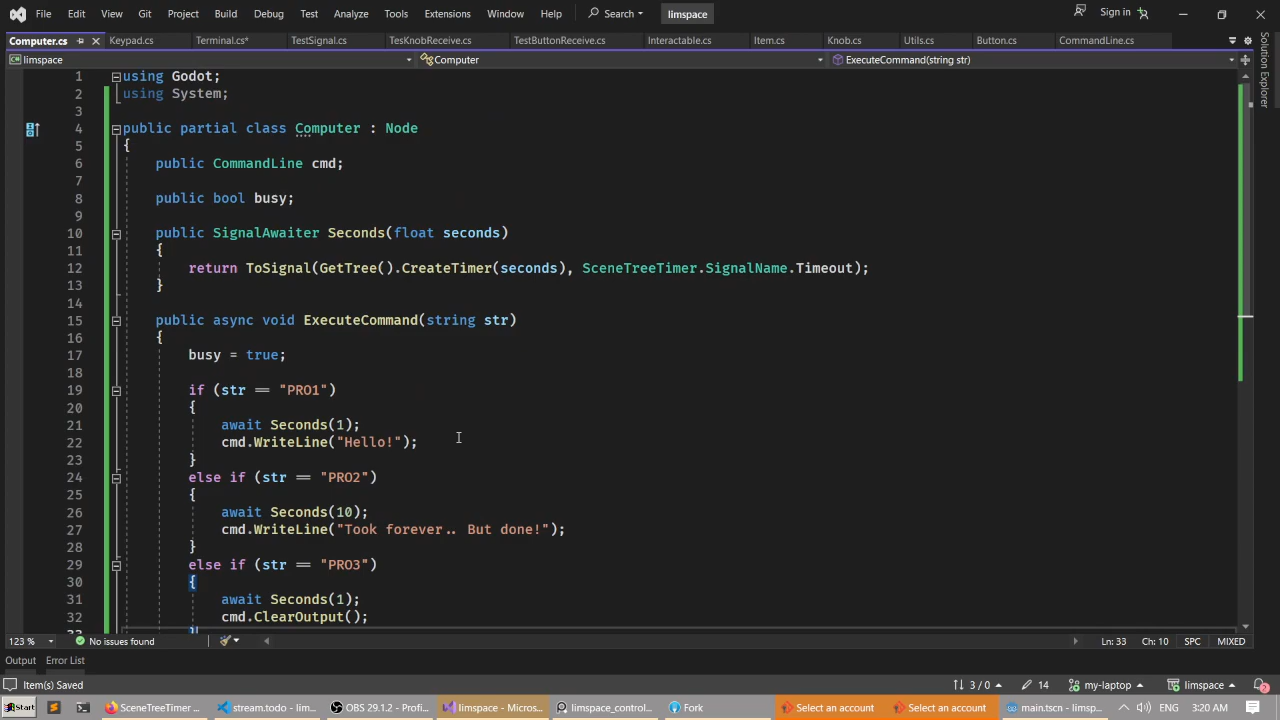 File Edit View Git Project Build Debug Test Analyze Tools Extensions Window Help Search limspace Sign in
Computer.cs Keypad.cs Terminal.cs* TestSignal.cs TesKnobReceive.cs TestButtonReceive.cs Interactable.cs Item.cs Knob.cs Utils.cs Button.cs CommandLine.cs
limspace Computer ExecuteCommand(string str)
Solution Explorer
1 using Godot;
2 using System;
3
4 public partial class Computer : Node
5 {
6 public CommandLine cmd;
7
8 public bool busy;
9
10 public SignalAwaiter Seconds(float seconds)
11 {
12 return ToSignal(GetTree().CreateTimer(seconds), SceneTreeTimer.SignalName.Timeout);
13 }
14
15 public async void ExecuteCommand(string str)
16 {
17 busy = true;
18
19 if (str == "PRO1")
20 {
21 await Seconds(1);
22 cmd.WriteLine("Hello!");
23 }
24 else if (str == "PRO2")
25 {
26 await Seconds(10);
27 cmd.WriteLine("Took forever.. But done!");
28 }
29 else if (str == "PRO3")
30 {
31 await Seconds(1);
32 cmd.ClearOutput();
33 }
123 % No issues found Ln: 33 Ch: 10 SPC MIXED
Output Error List
Item(s) Saved 3 / 0 14 my-laptop limspace 2
Start SceneTreeTimer ... stream.todo - lim... OBS 29.1.2 - Profi... limspace - Micros... limspace_control... Fork Select an account Select an account main.tscn - limsp... ENG 3:20 AM